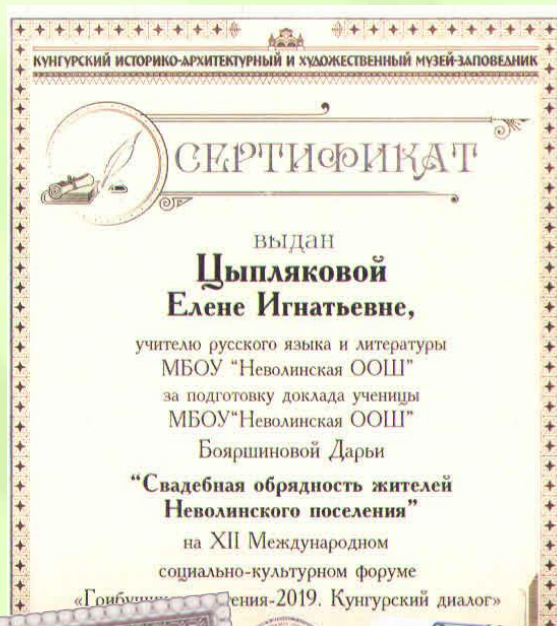 КУНГУРСКИЙ ИСТОРИКО-АРХИТЕКТУРНЫЙ И ХУДОЖЕСТВЕННЫЙ МУЗЕЙ-ЗАПОВЕДНИК
СЕРТИФИКАТ
выдан
Цыпляковой
Елене Игнатьевне,
учителю русского языка и литературы
МБОУ "Неволинская ООШ"
за подготовку доклада ученицы
МБОУ"Неволинская ООШ"
Бояршиновой Дарьи
"Свадебная обрядность жителей
Неволинского поселения"
на XII Международном
социально-культурном форуме
2019. Кунгурский диалог»